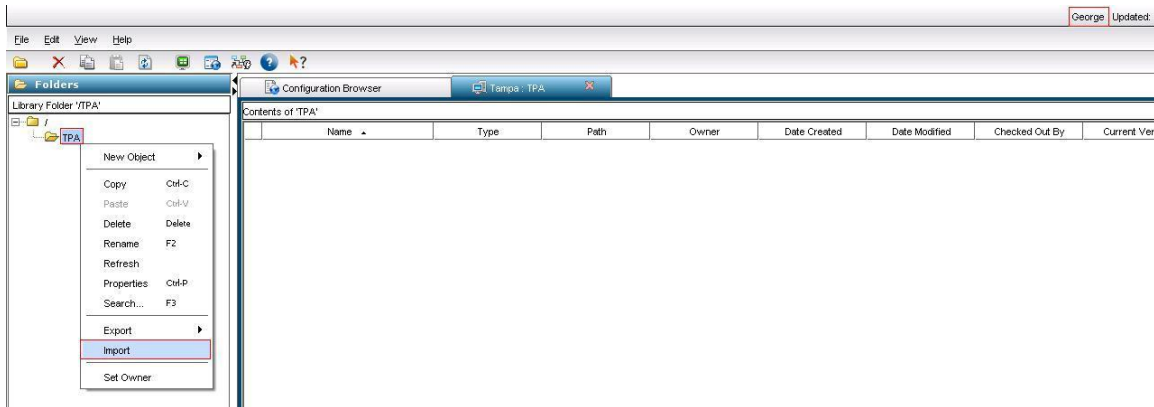 George Updated:
File Edit View Help
Folders
Configuration Browser Tampa : TPA
Library Folder '/TPA'
Contents of 'TPA'
Name Type Path Owner Date Created Date Modified Checked Out By Current Ver
/
TPA
New Object
Copy Ctrl-C
Paste Ctrl-V
Delete Delete
Rename F2
Refresh
Properties Ctrl-P
Search... F3
Export
Import
Set Owner